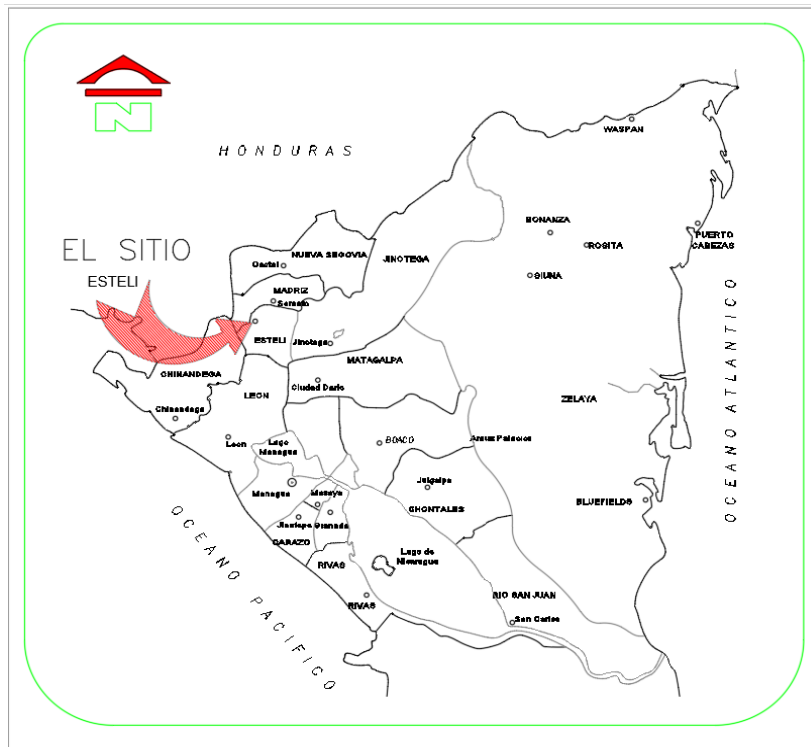 N
HONDURAS
WASPAN
BONANZA
PUERTO
CABEZAS
ROSITA
EL SITIO
ESTELI
NUEVA SEGOVIA
JINOTEGA
Ocotal
SIUNA
MADRIZ
Somoto
ESTELI
Jinotega
MATAGALPA
CHINANDEGA
Ciudad Dario
LEON
ZELAYA
OCEANO ATLANTICO
Chinandega
Leon
Lago
Managua
BOACO
Managua
Masaya
Juigalpa
CHONTALES
BLUEFIELDS
Jinotepe
Granada
CARAZO
Lago de
Nicaragua
RIVAS
RIO SAN JUAN
RIVAS
San Carlos
OCEANO PACIFICO